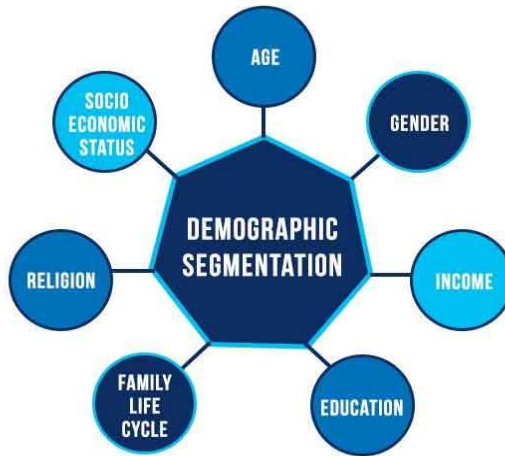 AGE
SOCIO
ECONOMIC
STATUS
GENDER
DEMOGRAPHIC
SEGMENTATION
RELIGION
INCOME
FAMILY
LIFE
CYCLE
EDUCATION